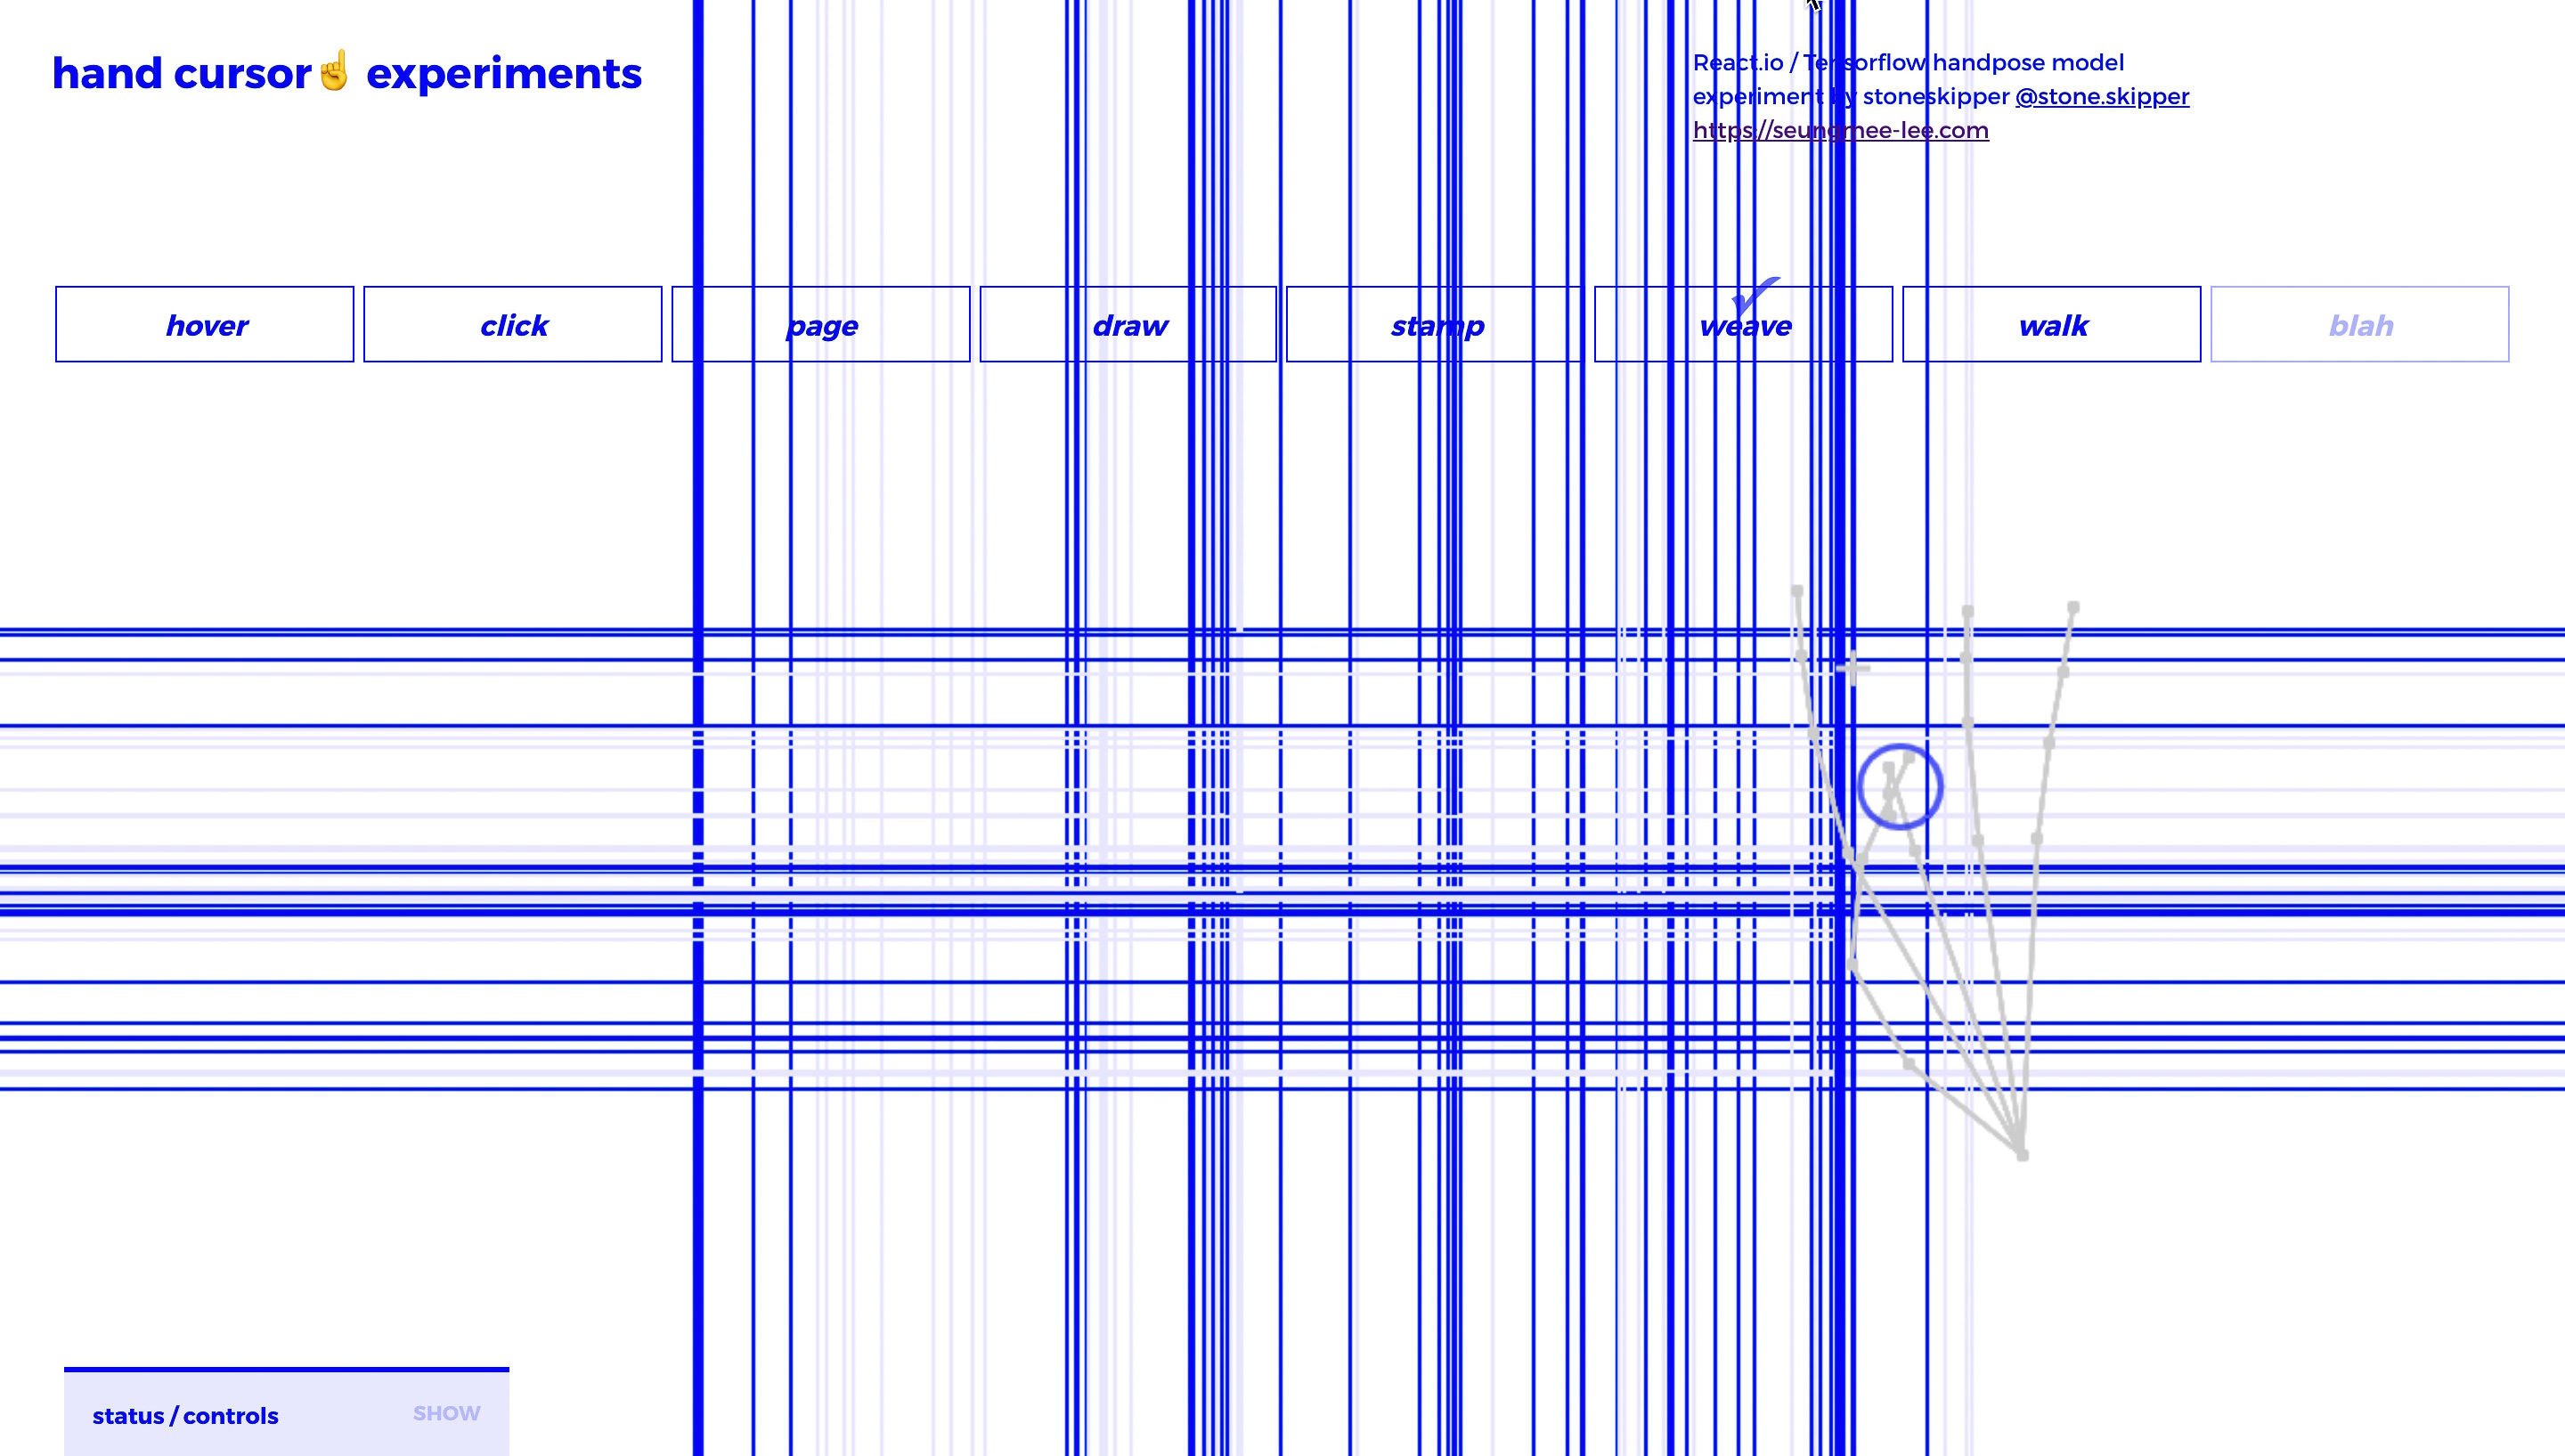 hand cursor☝️ experiments
React.io / Tensorflow handpose model
experiment by stoneskipper @stone.skipper
https://seungmee-lee.com
hover
click
page
draw
stamp
weave
walk
blah
status / controls
SHOW